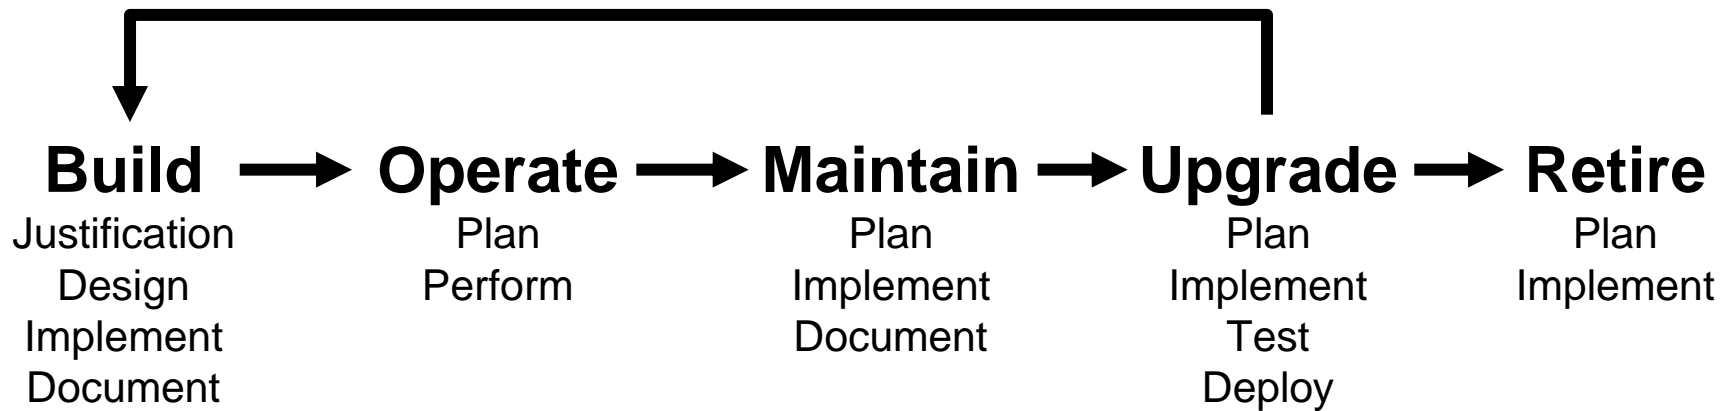 Build
Justification
Design
Implement
Document
Operate
Plan
Perform
Maintain
Plan
Implement
Document
Upgrade
Plan
Implement
Test
Deploy
Retire
Plan
Implement